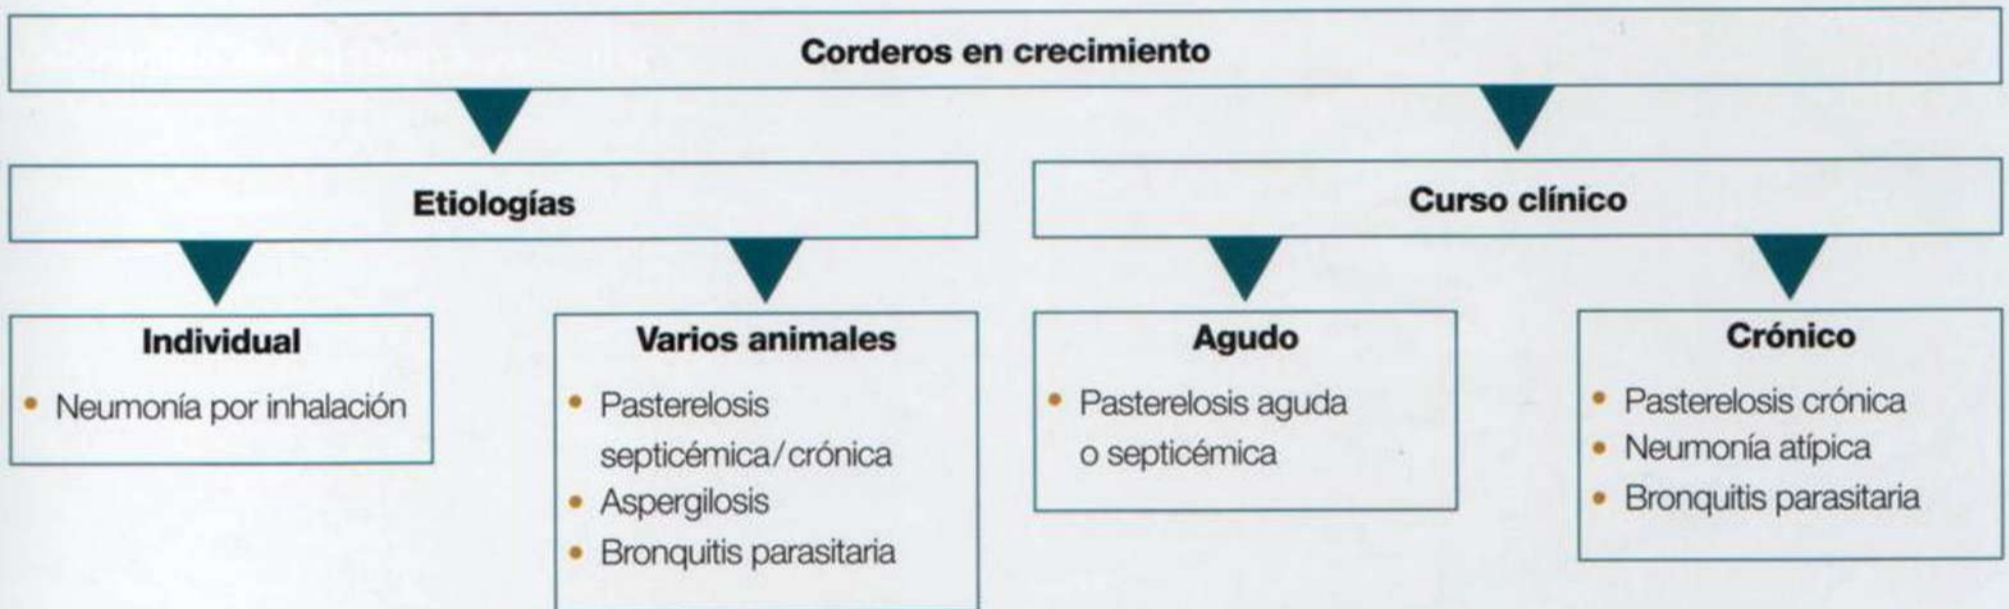 Corderos en crecimiento
Etiologías
Curso clínico
Individual
• Neumonía por inhalación
Varios animales
• Pasterelosis
septicémica/crónica
• Aspergilosis
• Bronquitis parasitaria
Agudo
• Pasterelosis aguda
o septicémica
Crónico
• Pasterelosis crónica
• Neumonía atípica
• Bronquitis parasitaria